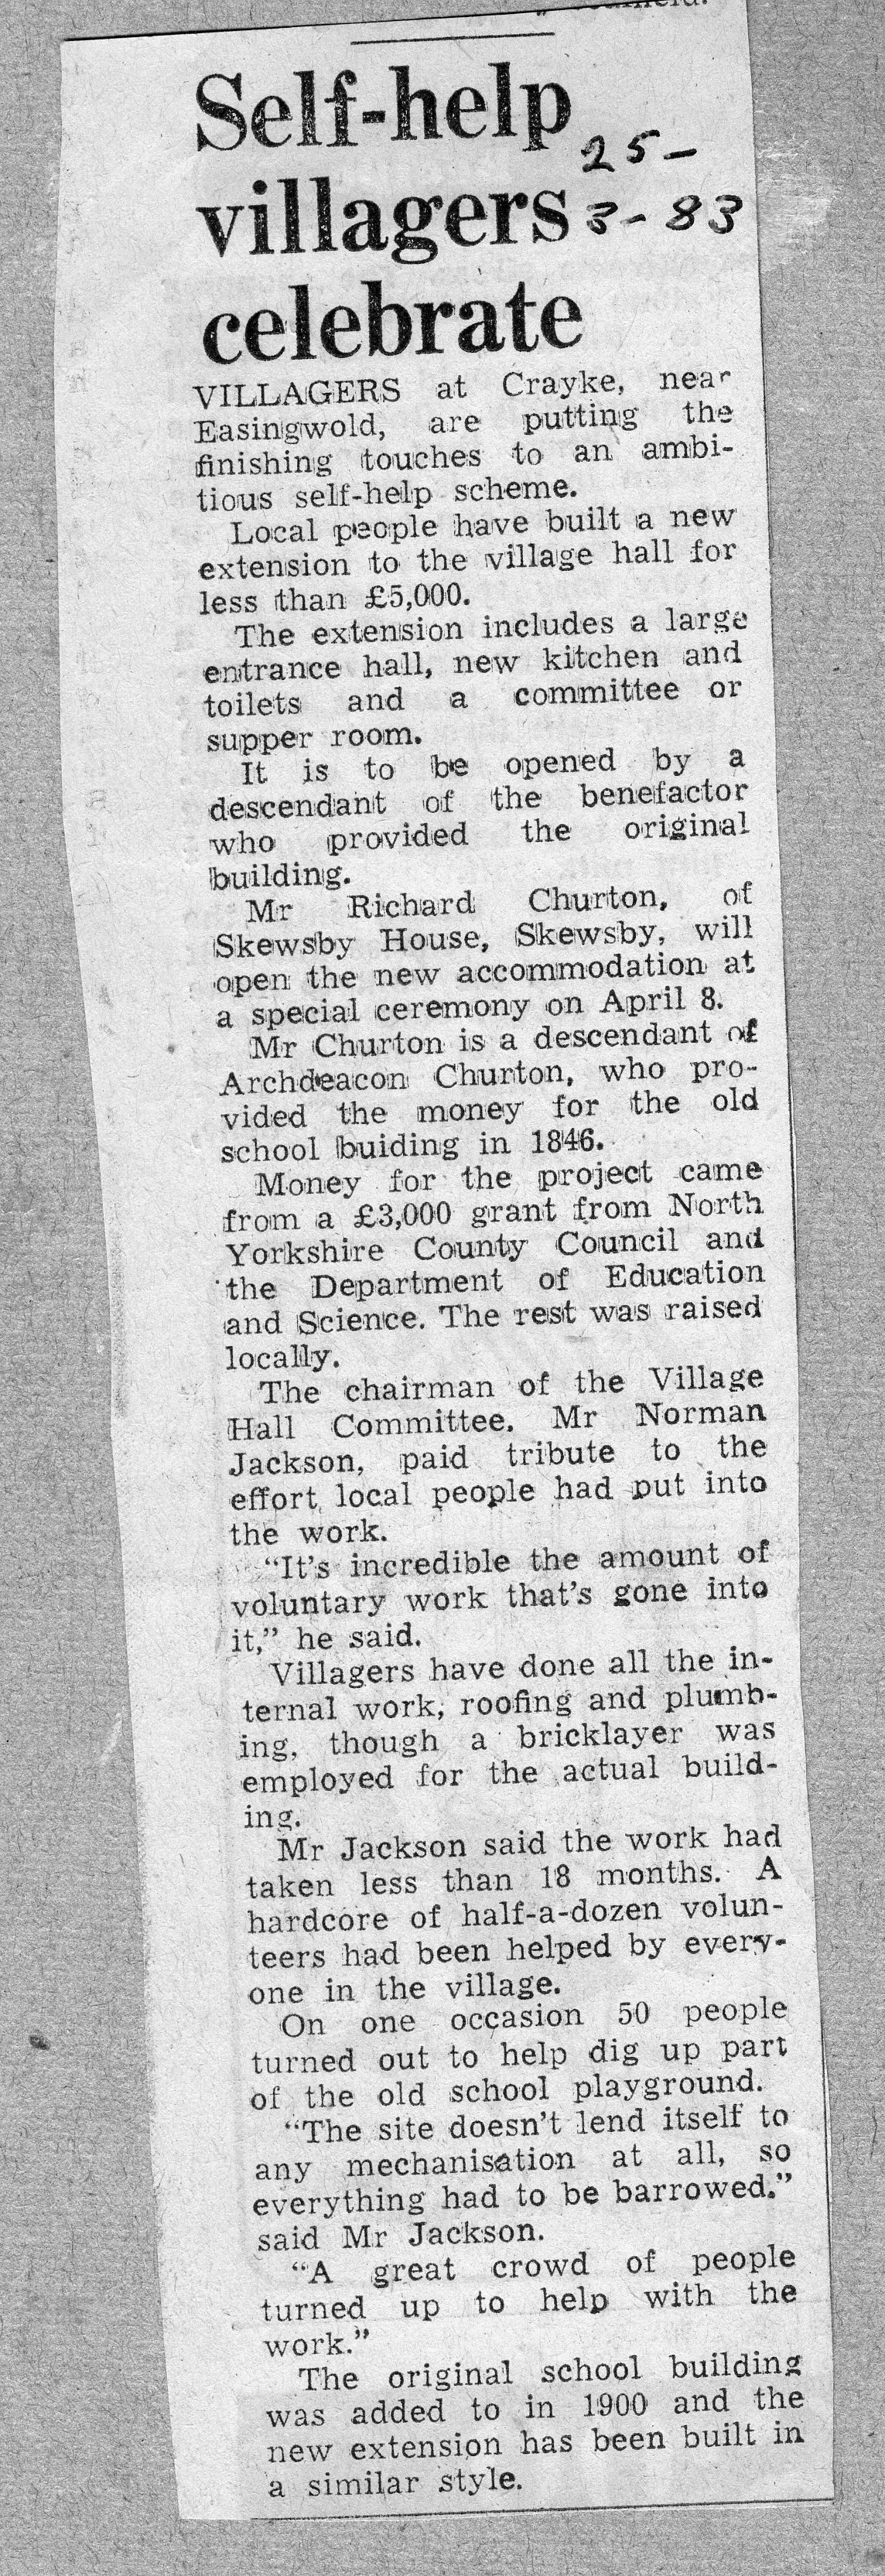 Self-help
25-
villagers
3-83
celebrate
VILLAGERS at Crayke, near
Easingwold, are putting the
finishing touches to an ambi-
tious self-help scheme.
Local people have built a new
extension to the village hall for
less than £5,000.
The extension includes a large
entrance hall, new kitchen and
toilets and a committee or
supper room.
It is to be opened by a
descendant of the benefactor
who provided the original
building.
Mr Richard Churton, of
Skewsby House, Skewsby, will
open the new accommodation at
a special ceremony on April 8.
Mr Churton is a descendant of
Archdeacon Churton, who pro-
vided the money for the old
school buiding in 1846.
Money for the project came
from a £3,000 grant from North
Yorkshire County Council and
the Department of Education
and Science. The rest was raised
locally.
The chairman of the Village
Hall Committee, Mr Norman
Jackson, paid tribute to the
effort local people had put into
the work.
"It's incredible the amount of
voluntary work that's gone into
it," he said.
Villagers have done all the in-
ternal work, roofing and plumb-
ing, though a bricklayer was
employed for the actual build-
ing.
Mr Jackson said the work had
taken less than 18 months. A
hardcore of half-a-dozen volun-
teers had been helped by every-
one in the village.
On one occasion 50 people
turned out to help dig up part
of the old school playground.
"The site doesn't lend itself to
any mechanisation at all, so
everything had to be barrowed."
said Mr Jackson.
"A great crowd of people
turned up to help with the
work."
The original school building
was added to in 1900 and the
new extension has been built in
a similar style.